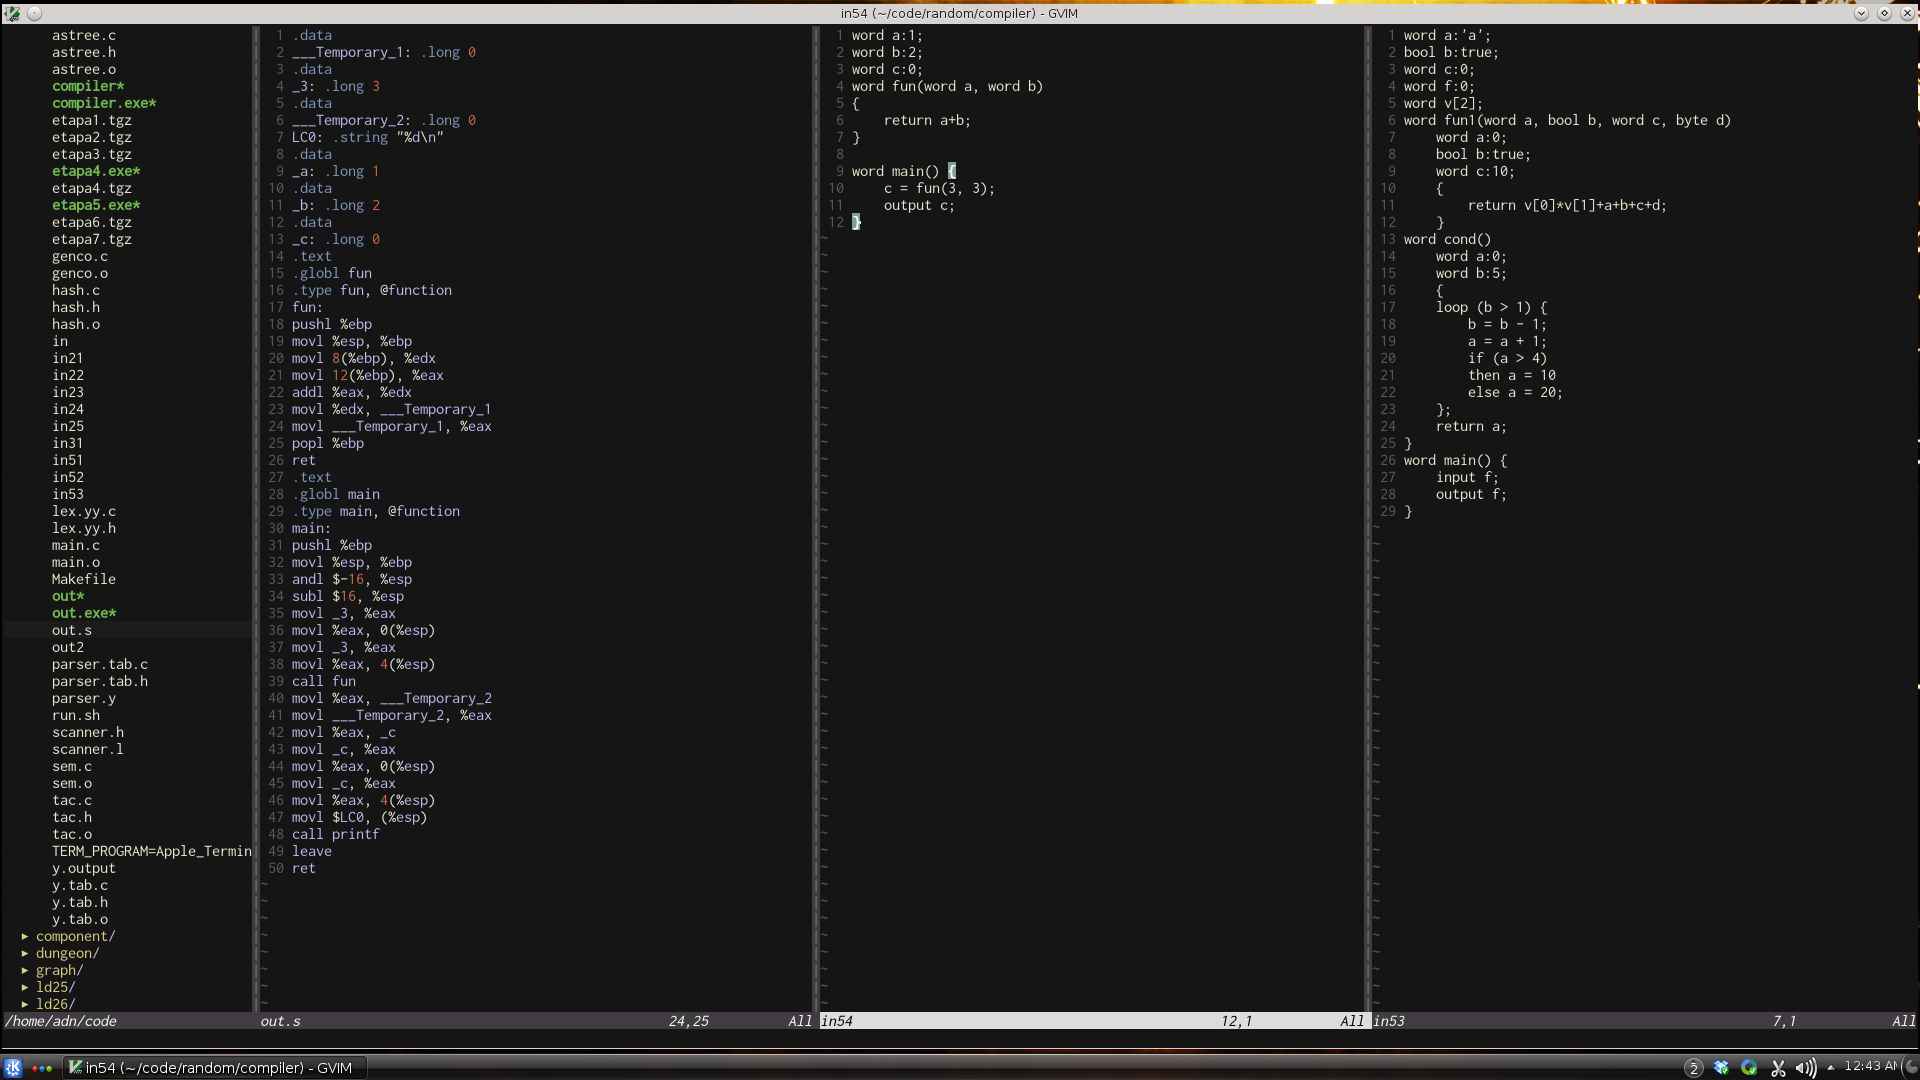 in54 (~/code/random/compiler) - GVIM
astree.c
astree.h
astree.o
compiler*
compiler.exe*
etapa1.tgz
etapa2.tgz
etapa3.tgz
etapa4.exe*
etapa4.tgz
etapa5.exe*
etapa6.tgz
etapa7.tgz
genco.c
genco.o
hash.c
hash.h
hash.o
in
in21
in22
in23
in24
in25
in31
in51
in52
in53
lex.yy.c
lex.yy.h
main.c
main.o
Makefile
out*
out.exe*
out.s
out2
parser.tab.c
parser.tab.h
parser.y
run.sh
scanner.h
scanner.l
sem.c
sem.o
tac.c
tac.h
tac.o
TERM_PROGRAM=Apple_Termin
y.output
y.tab.c
y.tab.h
y.tab.o
▸ component/
▸ dungeon/
▸ graph/
▸ ld25/
▸ ld26/
/home/adn/code
1 .data
2 ___Temporary_1: .long 0
3 .data
4 _3: .long 3
5 .data
6 ___Temporary_2: .long 0
7 LC0: .string "%d\n"
8 .data
9 _a: .long 1
10 .data
11 _b: .long 2
12 .data
13 _c: .long 0
14 .text
15 .globl fun
16 .type fun, @function
17 fun:
18 pushl %ebp
19 movl %esp, %ebp
20 movl 8(%ebp), %edx
21 movl 12(%ebp), %eax
22 addl %eax, %edx
23 movl %edx, ___Temporary_1
24 movl ___Temporary_1, %eax
25 popl %ebp
26 ret
27 .text
28 .globl main
29 .type main, @function
30 main:
31 pushl %ebp
32 movl %esp, %ebp
33 andl $-16, %esp
34 subl $16, %esp
35 movl _3, %eax
36 movl %eax, 0(%esp)
37 movl _3, %eax
38 movl %eax, 4(%esp)
39 call fun
40 movl %eax, ___Temporary_2
41 movl ___Temporary_2, %eax
42 movl %eax, _c
43 movl _c, %eax
44 movl %eax, 0(%esp)
45 movl _c, %eax
46 movl %eax, 4(%esp)
47 movl $LC0, (%esp)
48 call printf
49 leave
50 ret
out.s 24,25 All
1 word a:1;
2 word b:2;
3 word c:0;
4 word fun(word a, word b)
5 {
6     return a+b;
7 }
8
9 word main() {
10     c = fun(3, 3);
11     output c;
12 }
in54 12,1 All
1 word a:'a';
2 bool b:true;
3 word c:0;
4 word f:0;
5 word v[2];
6 word fun1(word a, bool b, word c, byte d)
7     word a:0;
8     bool b:true;
9     word c:10;
10     {
11         return v[0]*v[1]+a+b+c+d;
12     }
13 word cond()
14     word a:0;
15     word b:5;
16     {
17     loop (b > 1) {
18         b = b - 1;
19         a = a + 1;
20         if (a > 4)
21         then a = 10
22         else a = 20;
23     };
24     return a;
25 }
26 word main() {
27     input f;
28     output f;
29 }
in53 7,1 All
in54 (~/code/random/compiler) - GVIM
2
12:43 AM